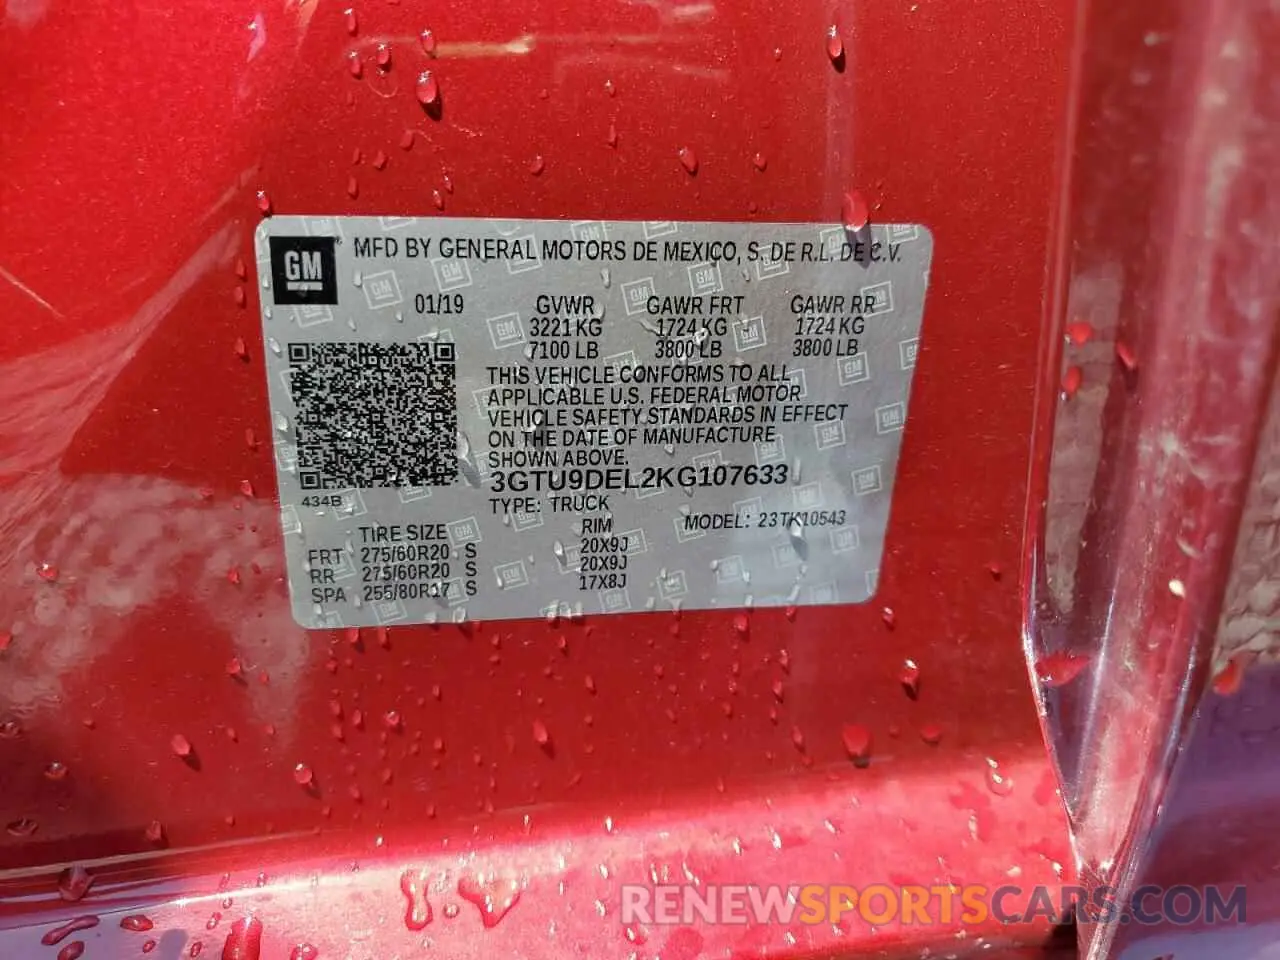 GM ® MFD BY GENERAL MOTORS DE MEXICO, S. DE R.L. DE C.V.
01/19 GVWR GAWR FRT GAWR RR
3221 KG 1724 KG 1724 KG
7100 LB 3800 LB 3800 LB
THIS VEHICLE CONFORMS TO ALL
APPLICABLE U.S. FEDERAL MOTOR
VEHICLE SAFETY STANDARDS IN EFFECT
ON THE DATE OF MANUFACTURE
SHOWN ABOVE.
3GTU9DEL2KG107633
434B TYPE: TRUCK
TIRE SIZE RIM MODEL: 23TK10543
FRT 275/60R20 S 20X9J
RR 275/60R20 S 20X9J
SPA 255/80R17 S 17X8J
RENEWSPORTSCARS.COM